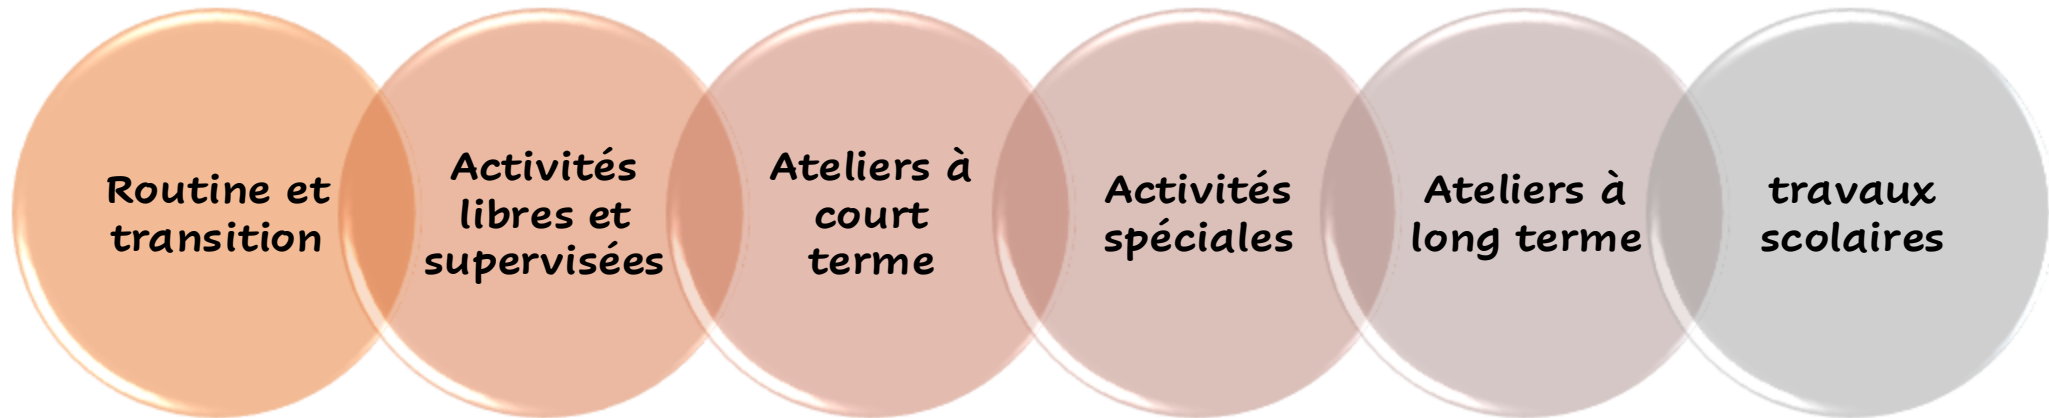 Routine et
transition
Activités
libres et
supervisées
Ateliers à
court
terme
Activités
spéciales
Ateliers à
long terme
travaux
scolaires